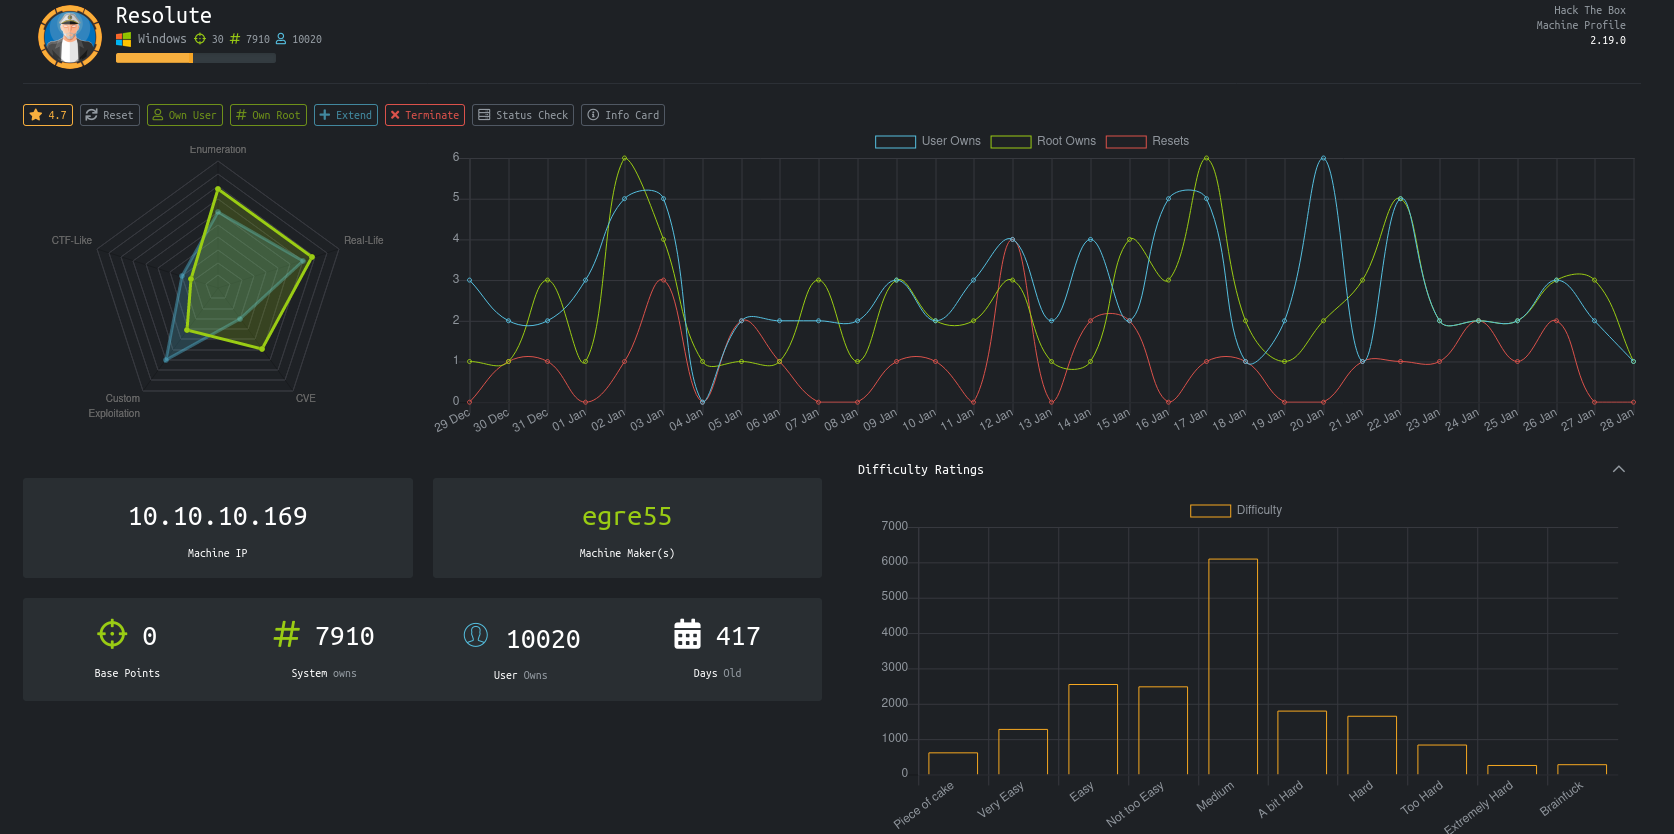 Resolute
Windows 30 # 7910 10020
Hack The Box
Machine Profile
2.19.0
4.7 Reset Own User # Own Root Extend Terminate Status Check Info Card
Enumeration
Real-Life
CVE
Custom
Exploitation
CTF-Like
User Owns Root Owns Resets
6
5
4
3
2
1
0
29 Dec 30 Dec 31 Dec 01 Jan 02 Jan 03 Jan 04 Jan 05 Jan 06 Jan 07 Jan 08 Jan 09 Jan 10 Jan 11 Jan 12 Jan 13 Jan 14 Jan 15 Jan 16 Jan 17 Jan 18 Jan 19 Jan 20 Jan 21 Jan 22 Jan 23 Jan 24 Jan 25 Jan 26 Jan 27 Jan 28 Jan
10.10.10.169
Machine IP
egre55
Machine Maker(s)
0
Base Points
# 7910
System owns
10020
User Owns
417
Days Old
Difficulty Ratings
Difficulty
7000
6000
5000
4000
3000
2000
1000
0
Piece of cake Very Easy Easy Not too Easy Medium A bit Hard Hard Too Hard Extremely Hard Brainfuck